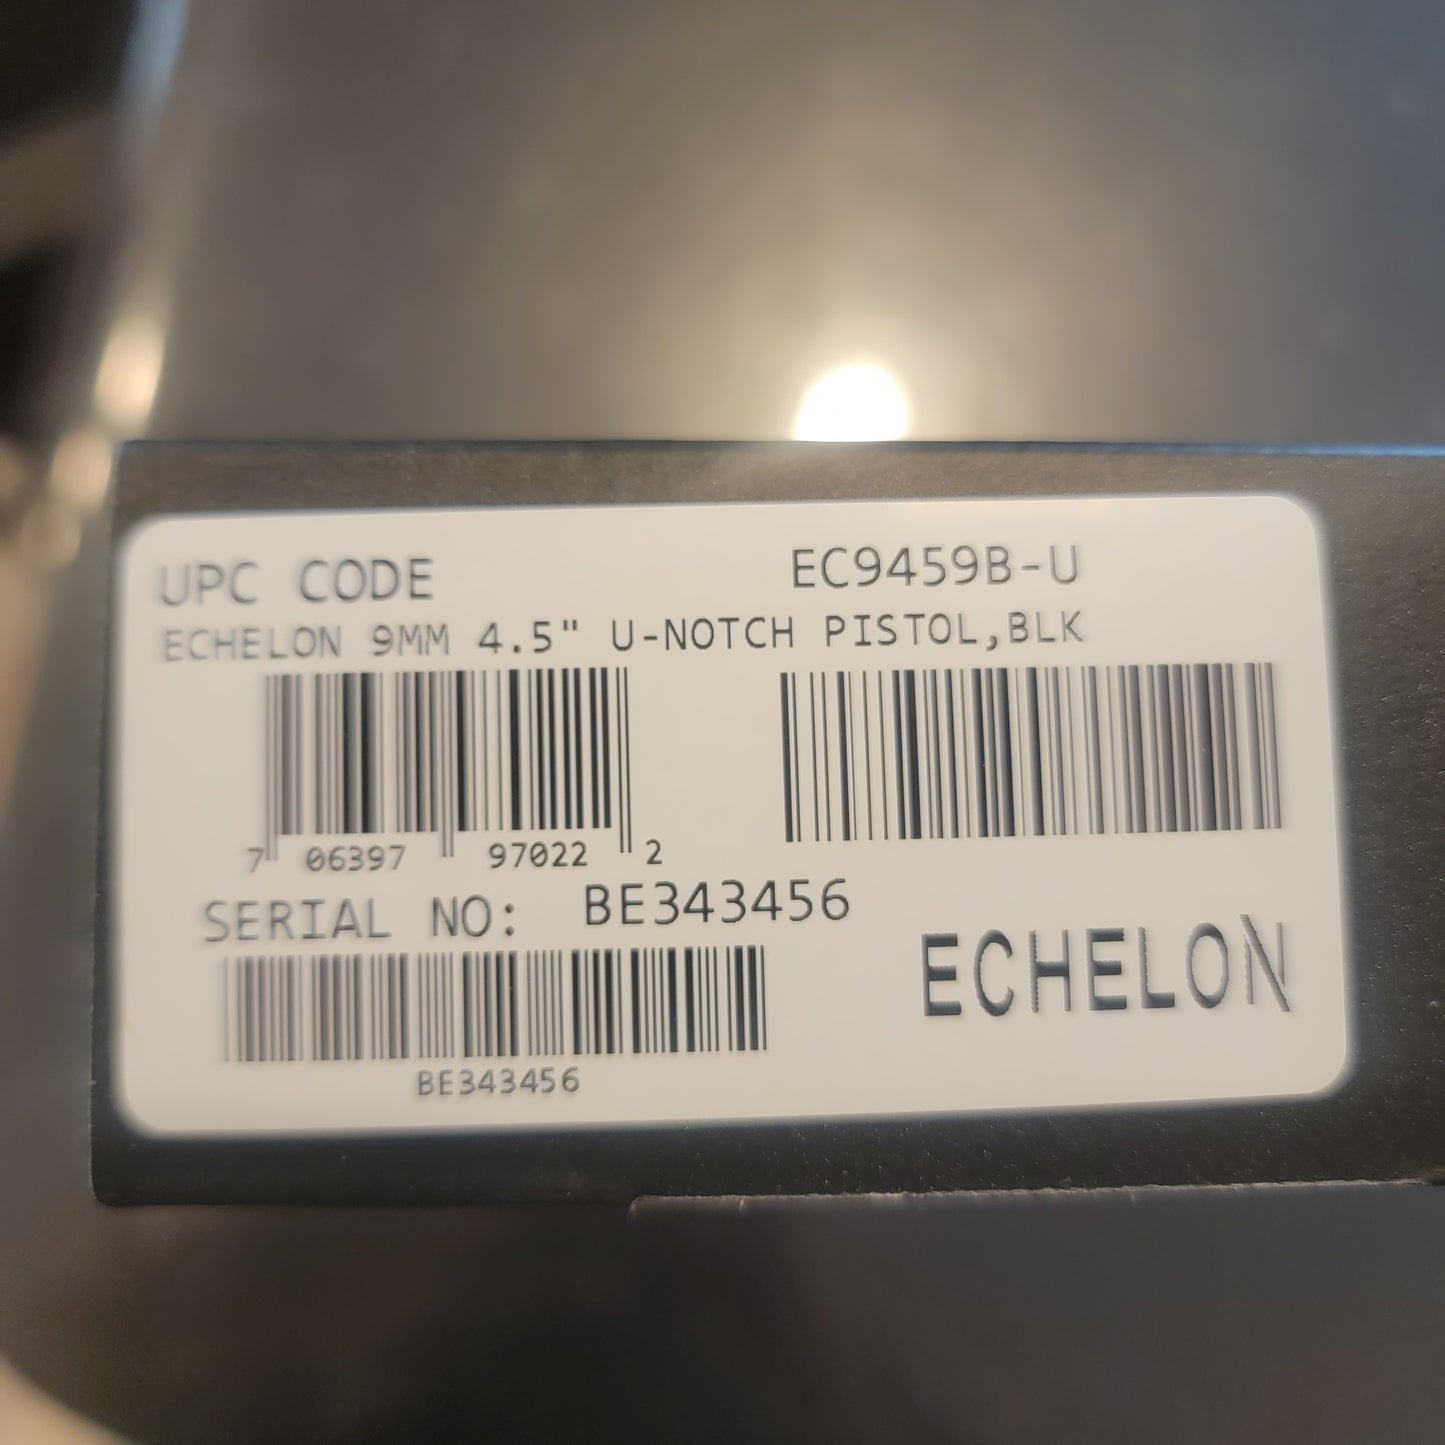 UPC CODE EC9459B-U
ECHELON 9MM 4.5" U-NOTCH PISTOL,BLK
7 06397 97022 2
SERIAL NO: BE343456
ECHELON
BE343456